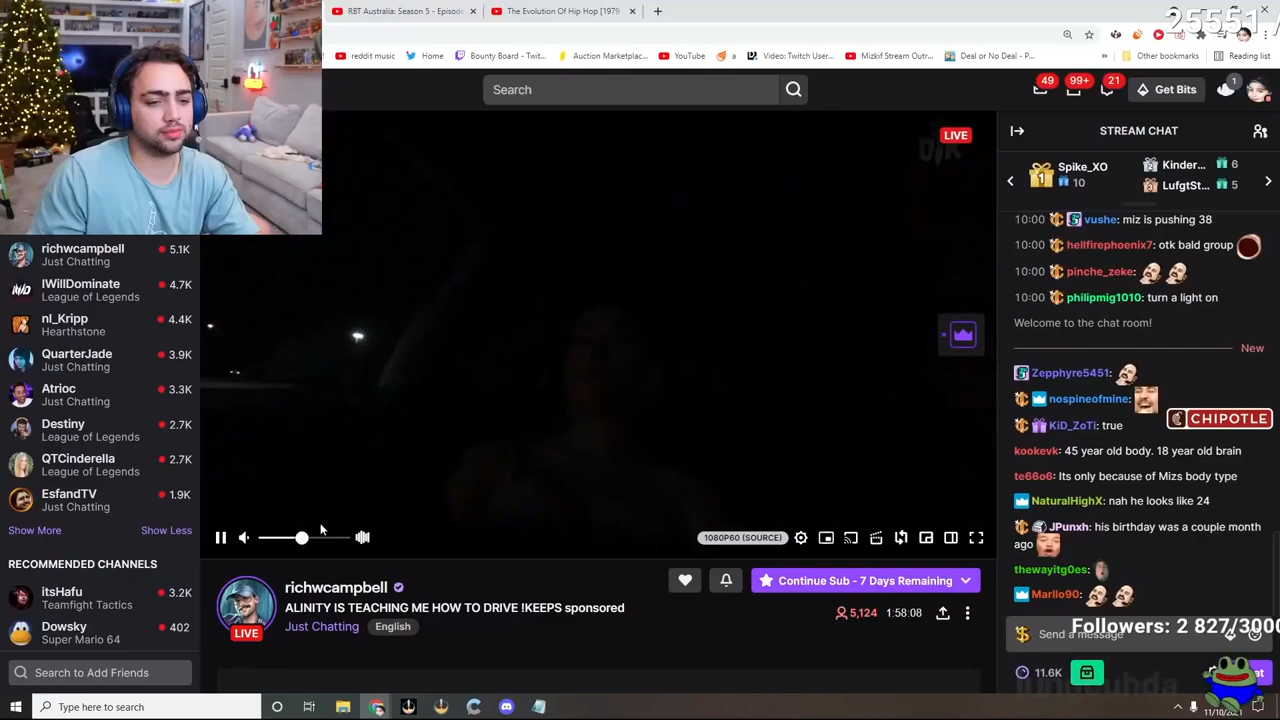 RBT Australia: Season 5 - Episode
The Evolution Of Hip Hop [1979
25551
reddit music
Home
Bounty Board - Twit...
Auction Marketplac...
YouTube
a
Video: Twitch User...
Mizkif Stream Outr...
Deal or No Deal - P...
Other bookmarks
Reading list
Search
49
99+
21
Get Bits
1
LIVE
STREAM CHAT
1
Spike_XO
10
2
Kinder...
6
3
LufgtSt...
5
10:00 vushe: miz is pushing 38
10:00 hellfirephoenix7: otk bald group
10:00 pinche_zeke:
10:00 philipmig1010: turn a light on
Welcome to the chat room!
New
Zepphyre5451:
nospineofmine:
KiD_ZoTi: true
CHIPOTLE
kookevk: 45 year old body. 18 year old brain
te66o6: Its only because of Mizs body type
NaturalHighX: nah he looks like 24
JPunxh: his birthday was a couple month
ago
thewayitg0es:
Marllo90:
Send a message
Followers: 2 827/3000
11.6K
richwcampbell
5.1K
Just Chatting
IWillDominate
4.7K
League of Legends
nl_Kripp
4.4K
Hearthstone
QuarterJade
3.9K
Just Chatting
Atrioc
3.3K
Just Chatting
Destiny
2.7K
League of Legends
QTCinderella
2.7K
League of Legends
EsfandTV
1.9K
Just Chatting
Show More
Show Less
RECOMMENDED CHANNELS
itsHafu
3.2K
Teamfight Tactics
Dowsky
402
Super Mario 64
Search to Add Friends
1080P60 (SOURCE)
richwcampbell
Continue Sub - 7 Days Remaining
ALINITY IS TEACHING ME HOW TO DRIVE !KEEPS sponsored
5,124
1:58:08
LIVE
Just Chatting
English
Type here to search
11/10/2021